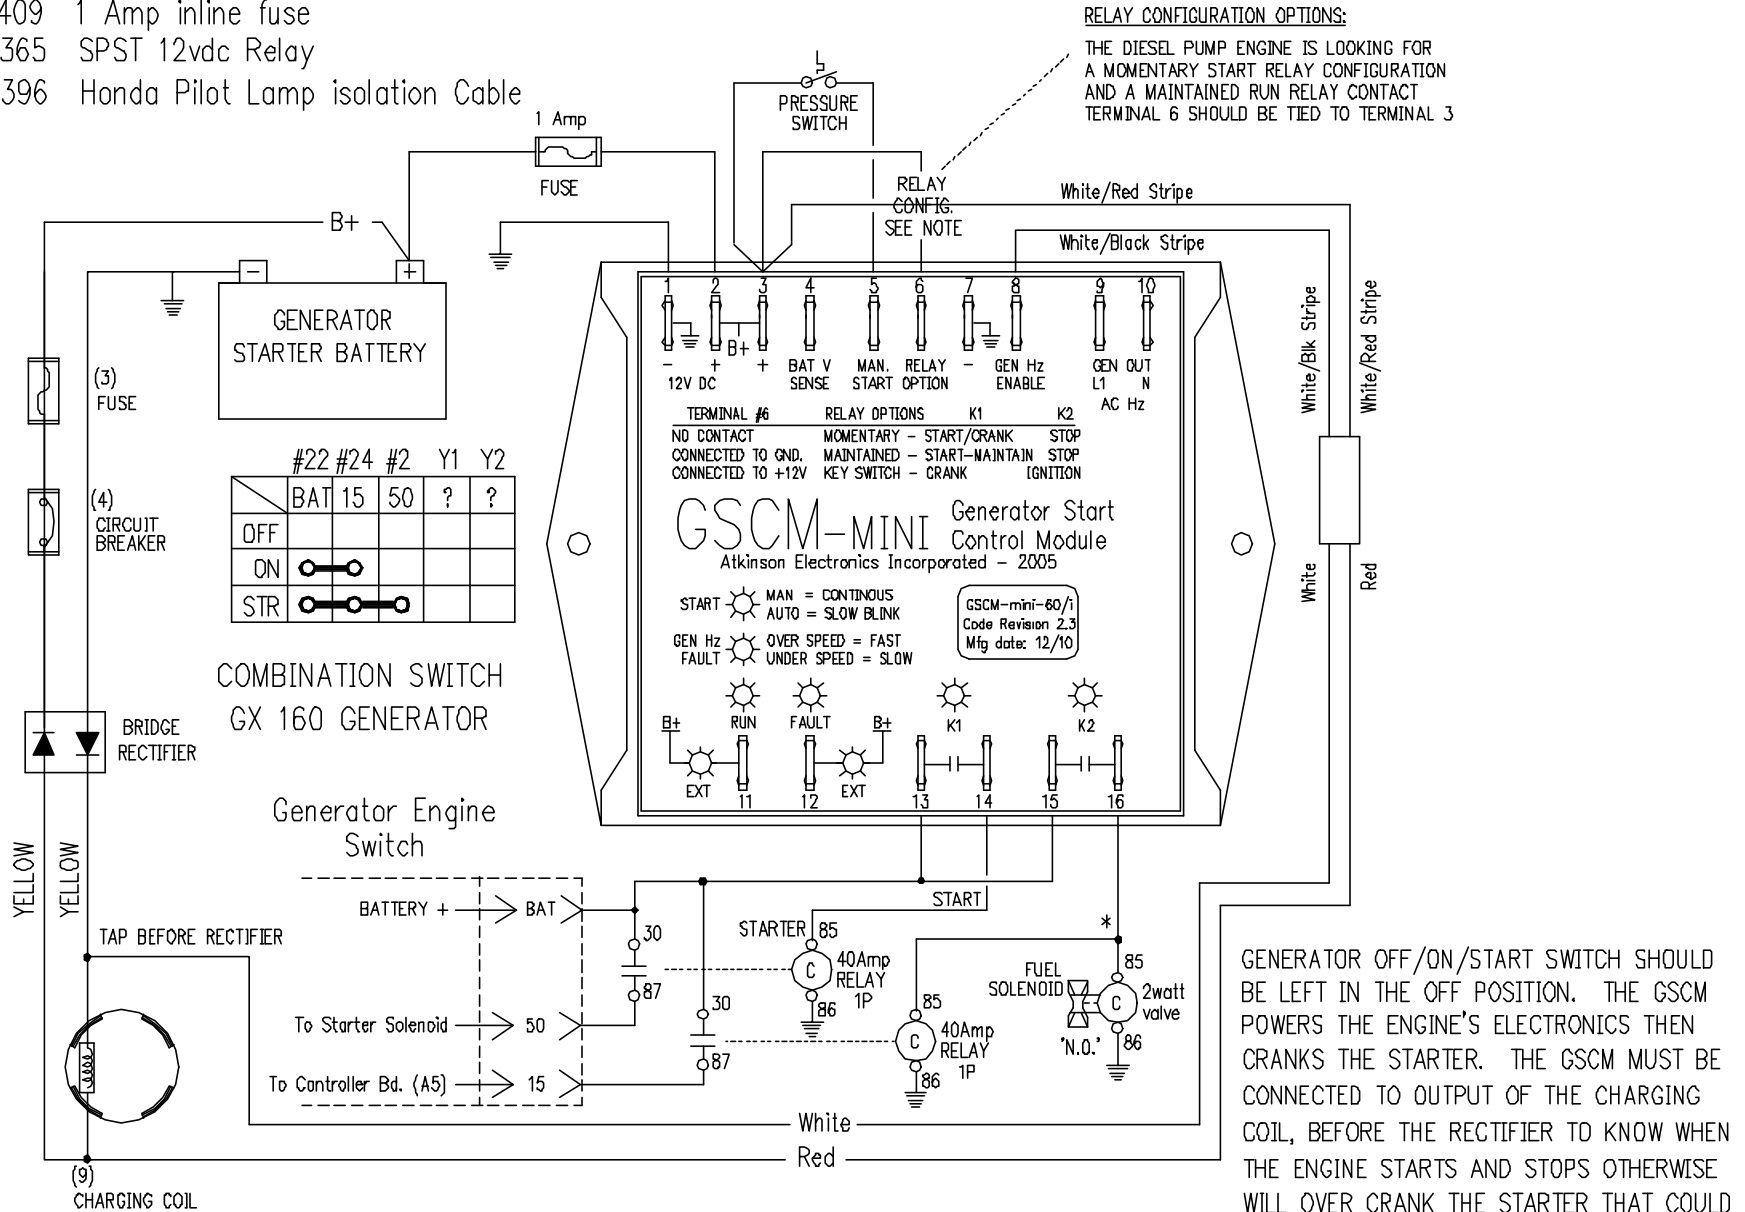 409 1 Amp inline fuse
365 SPST 12vdc Relay
396 Honda Pilot Lamp isolation Cable
RELAY CONFIGURATION OPTIONS:
THE DIESEL PUMP ENGINE IS LOOKING FOR
A MOMENTARY START RELAY CONFIGURATION
AND A MAINTAINED RUN RELAY CONTACT
TERMINAL 6 SHOULD BE TIED TO TERMINAL 3
PRESSURE
SWITCH
1 Amp
FUSE
RELAY
CONFIG.
SEE NOTE
White/Red Stripe
White/Black Stripe
B+
- +
GENERATOR
STARTER BATTERY
(3)
FUSE
(4)
CIRCUIT
BREAKER
1 2 3 4 5 6 7 8 9 10
B+
- + + BAT V MAN. RELAY - GEN Hz GEN OUT
12V DC SENSE START OPTION ENABLE L1 N
AC Hz
TERMINAL #6 RELAY OPTIONS K1 K2
NO CONTACT MOMENTARY - START/CRANK STOP
CONNECTED TO GND. MAINTAINED - START-MAINTAIN STOP
CONNECTED TO +12V KEY SWITCH - CRANK IGNITION
GSCM-MINI
Generator Start
Control Module
Atkinson Electronics Incorporated - 2005
START
MAN = CONTINOUS
AUTO = SLOW BLINK
GEN Hz
FAULT
OVER SPEED = FAST
UNDER SPEED = SLOW
GSCM-mini-60/i
Code Revision 2.3
Mfg date: 12/10
B+ RUN FAULT B+ K1 K2
EXT 11 12 EXT 13 14 15 16
White/Blk Stripe
White/Red Stripe
White
Red
#22 #24 #2 Y1 Y2
BAT 15 50 ? ?
OFF
ON
STR
COMBINATION SWITCH
GX 160 GENERATOR
BRIDGE
RECTIFIER
YELLOW
YELLOW
Generator Engine
Switch
BATTERY + BAT
30
87
To Starter Solenoid 50
To Controller Bd. (A5) 15
30
87
START
STARTER 85
C
40Amp
RELAY
1P
86
85
C
40Amp
RELAY
1P
86
*
FUEL
SOLENOID
85
C
2watt
valve
'N.O.'
86
TAP BEFORE RECTIFIER
White
Red
(9)
CHARGING COIL
GENERATOR OFF/ON/START SWITCH SHOULD
BE LEFT IN THE OFF POSITION. THE GSCM
POWERS THE ENGINE'S ELECTRONICS THEN
CRANKS THE STARTER. THE GSCM MUST BE
CONNECTED TO OUTPUT OF THE CHARGING
COIL, BEFORE THE RECTIFIER TO KNOW WHEN
THE ENGINE STARTS AND STOPS OTHERWISE
WILL OVER CRANK THE STARTER THAT COULD